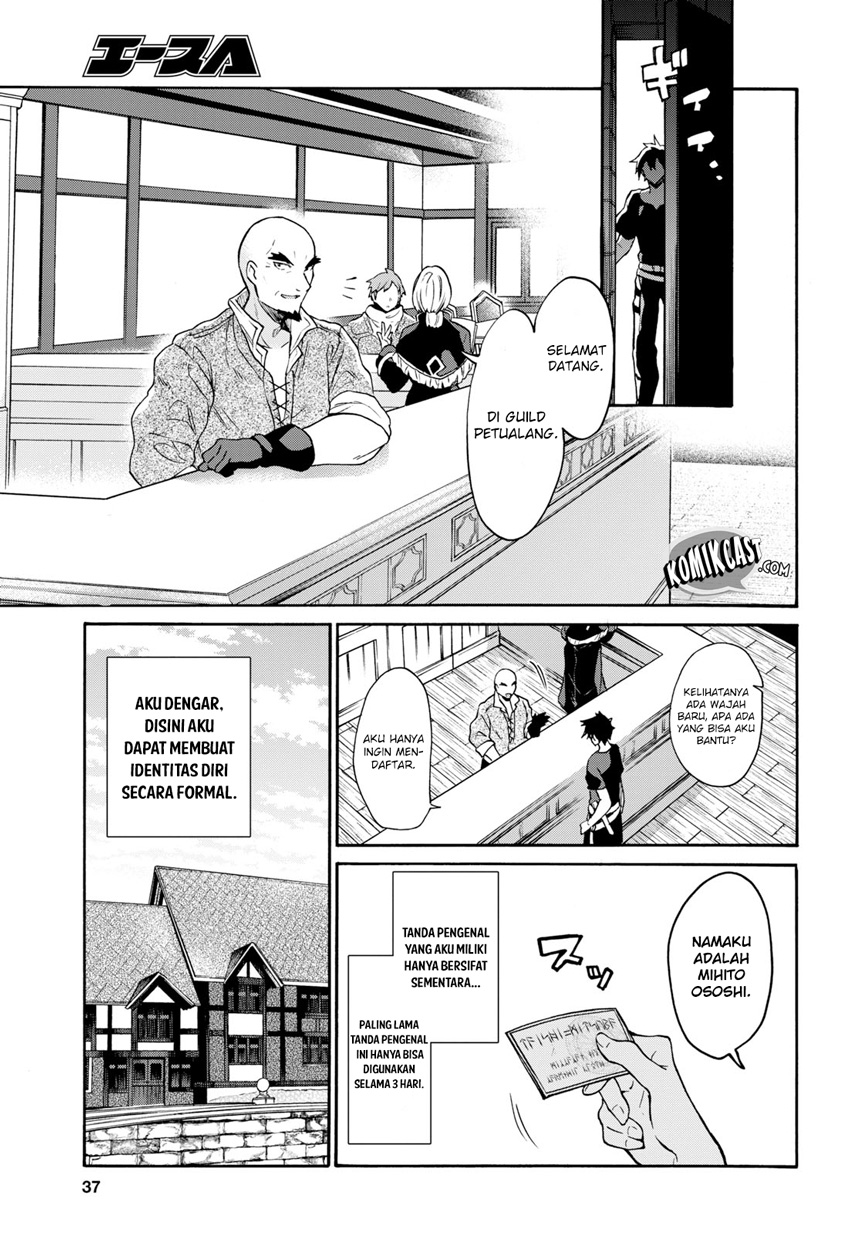 エースA
ギィイィ
SELAMAT
DATANG.
DI GUILD
PETUALANG.
KOMIKCAST
.COM
KELIHATANYA
ADA WAJAH
BARU, APA ADA
YANG BISA AKU
BANTU?
AKU HANYA
INGIN MEN-
DAFTAR.
AKU DENGAR,
DISINI AKU
DAPAT MEMBUAT
IDENTITAS DIRI
SECARA FORMAL.
NAMAKU
ADALAH
MIHITO
OSOSHI.
スッ
TANDA PENGENAL
YANG AKU MILIKI
HANYA BERSIFAT
SEMENTARA...
PALING LAMA
TANDA PENGENAL
INI HANYA BISA
DIGUNAKAN
SELAMA 3 HARI.
37